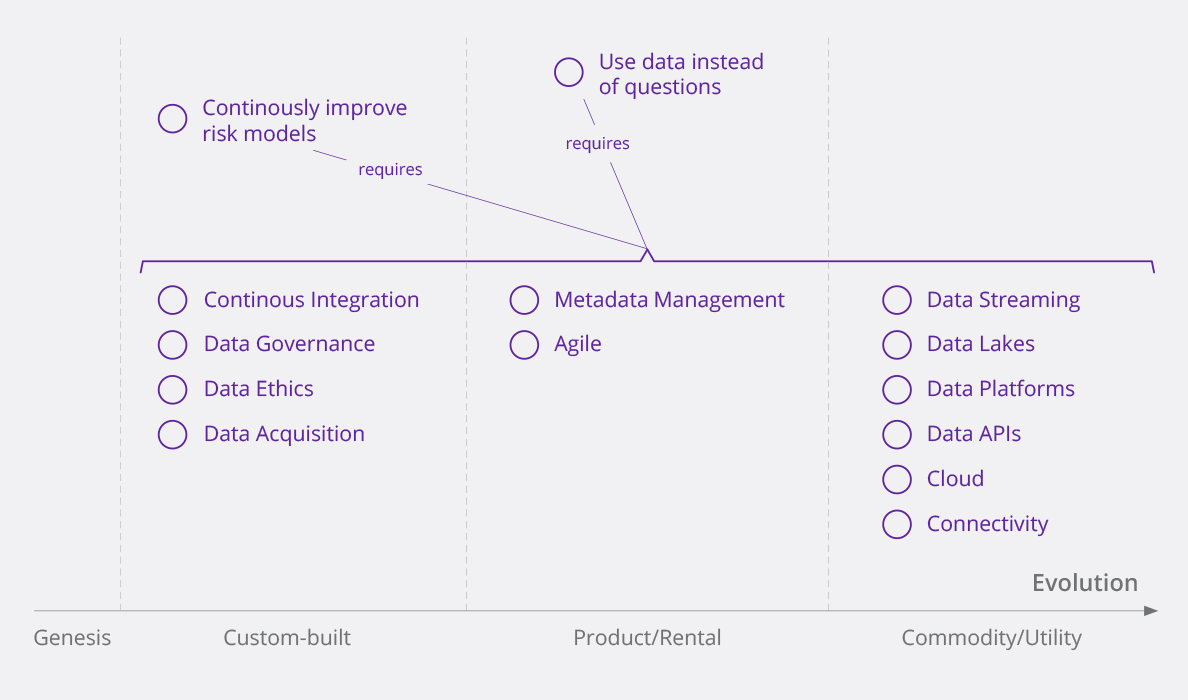 Use data instead
of questions
Continously improve
risk models
requires
requires
Continous Integration
Data Governance
Data Ethics
Data Acquisition
Metadata Management
Agile
Data Streaming
Data Lakes
Data Platforms
Data APIs
Cloud
Connectivity
Evolution
Genesis
Custom-built
Product/Rental
Commodity/Utility